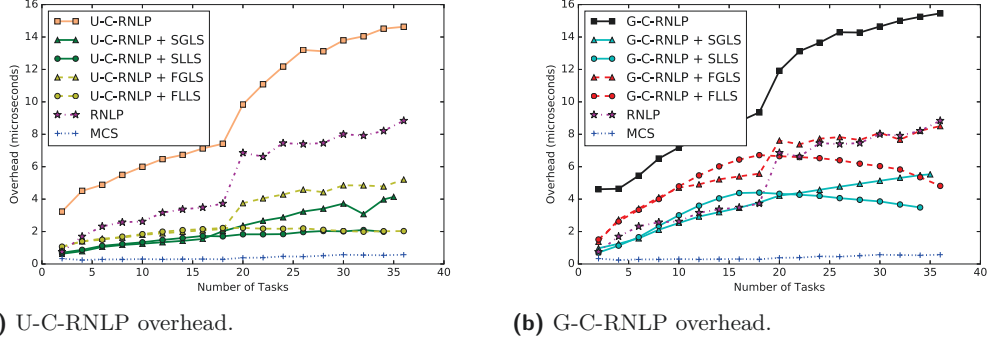 16
14
12
10
8
6
4
2
0
Overhead (microseconds)
U-C-RNLP
U-C-RNLP + SGLS
U-C-RNLP + SLLS
U-C-RNLP + FGLS
U-C-RNLP + FLLS
RNLP
MCS
0 5 10 15 20 25 30 35 40
Number of Tasks
) U-C-RNLP overhead.
16
14
12
10
8
6
4
2
0
Overhead (microseconds)
G-C-RNLP
G-C-RNLP + SGLS
G-C-RNLP + SLLS
G-C-RNLP + FGLS
G-C-RNLP + FLLS
RNLP
MCS
0 5 10 15 20 25 30 35 40
Number of Tasks
(b) G-C-RNLP overhead.